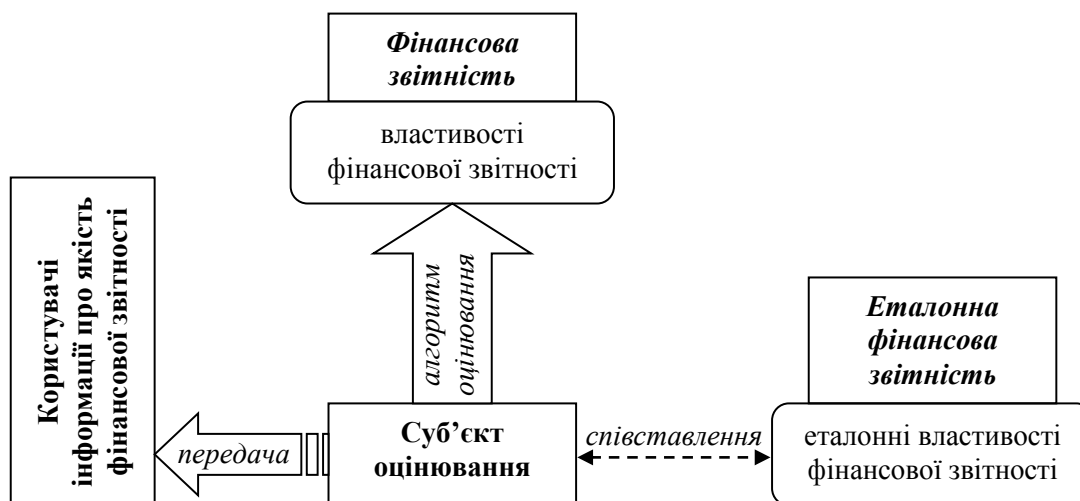 Фінансова
звітність
властивості
фінансової звітності
Користувачі
інформації про якість
фінансової звітності
алгоритм
оцінювання
Еталонна
фінансова
звітність
передача
Суб’єкт
оцінювання
співставлення
еталонні властивості
фінансової звітності